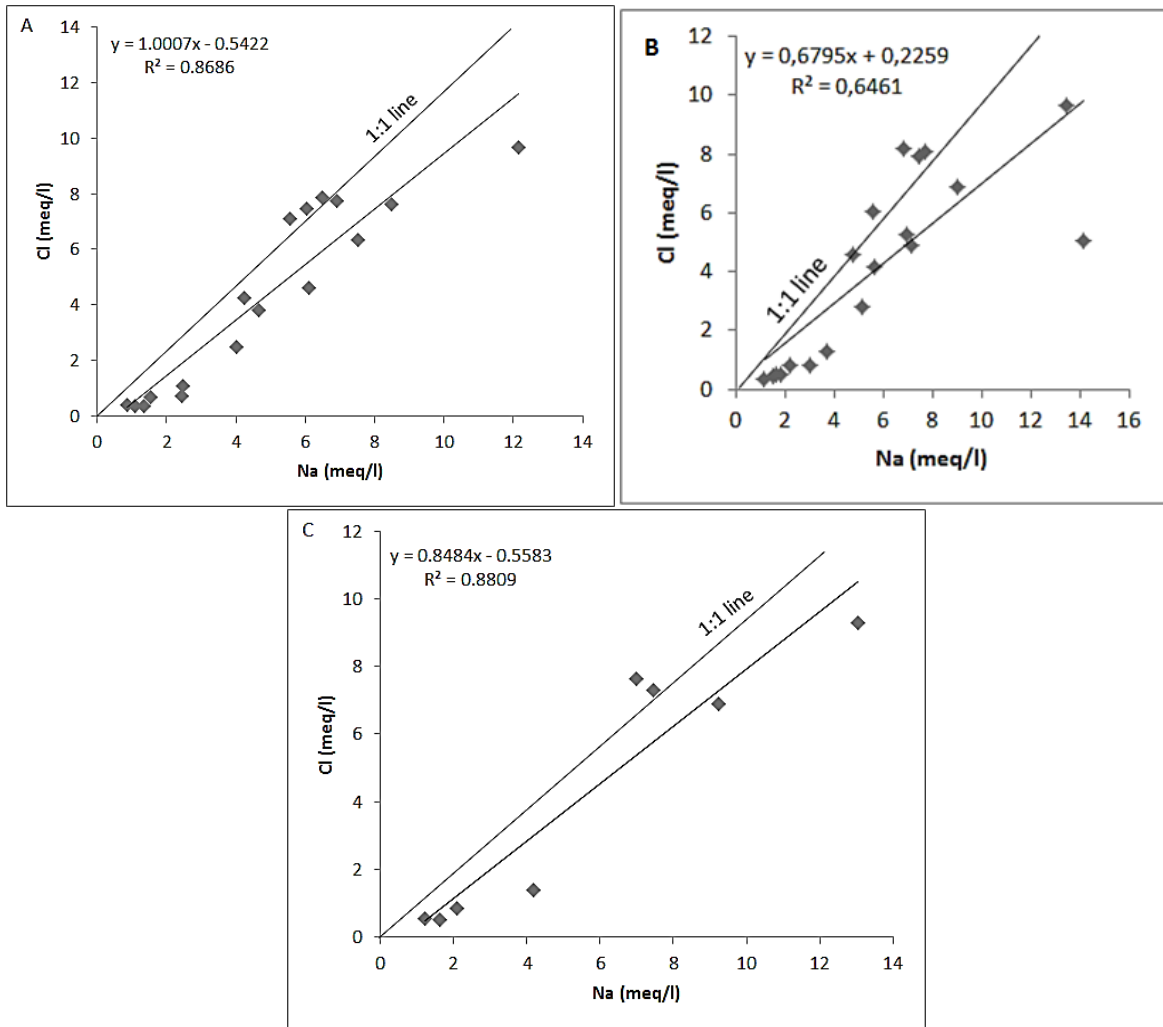 A
y = 1.0007x - 0.5422
R² = 0.8686
1:1 line
14
12
10
8
6
4
2
0
Cl (meq/l)
0 2 4 6 8 10 12 14
Na (meq/l)
B
y = 0,6795x + 0,2259
R² = 0,6461
1:1 line
12
10
8
6
4
2
0
Cl (meq/l)
0 2 4 6 8 10 12 14 16
Na (meq/l)
C
y = 0.8484x - 0.5583
R² = 0.8809
1:1 line
12
10
8
6
4
2
0
Cl (meq/l)
0 2 4 6 8 10 12 14
Na (meq/l)